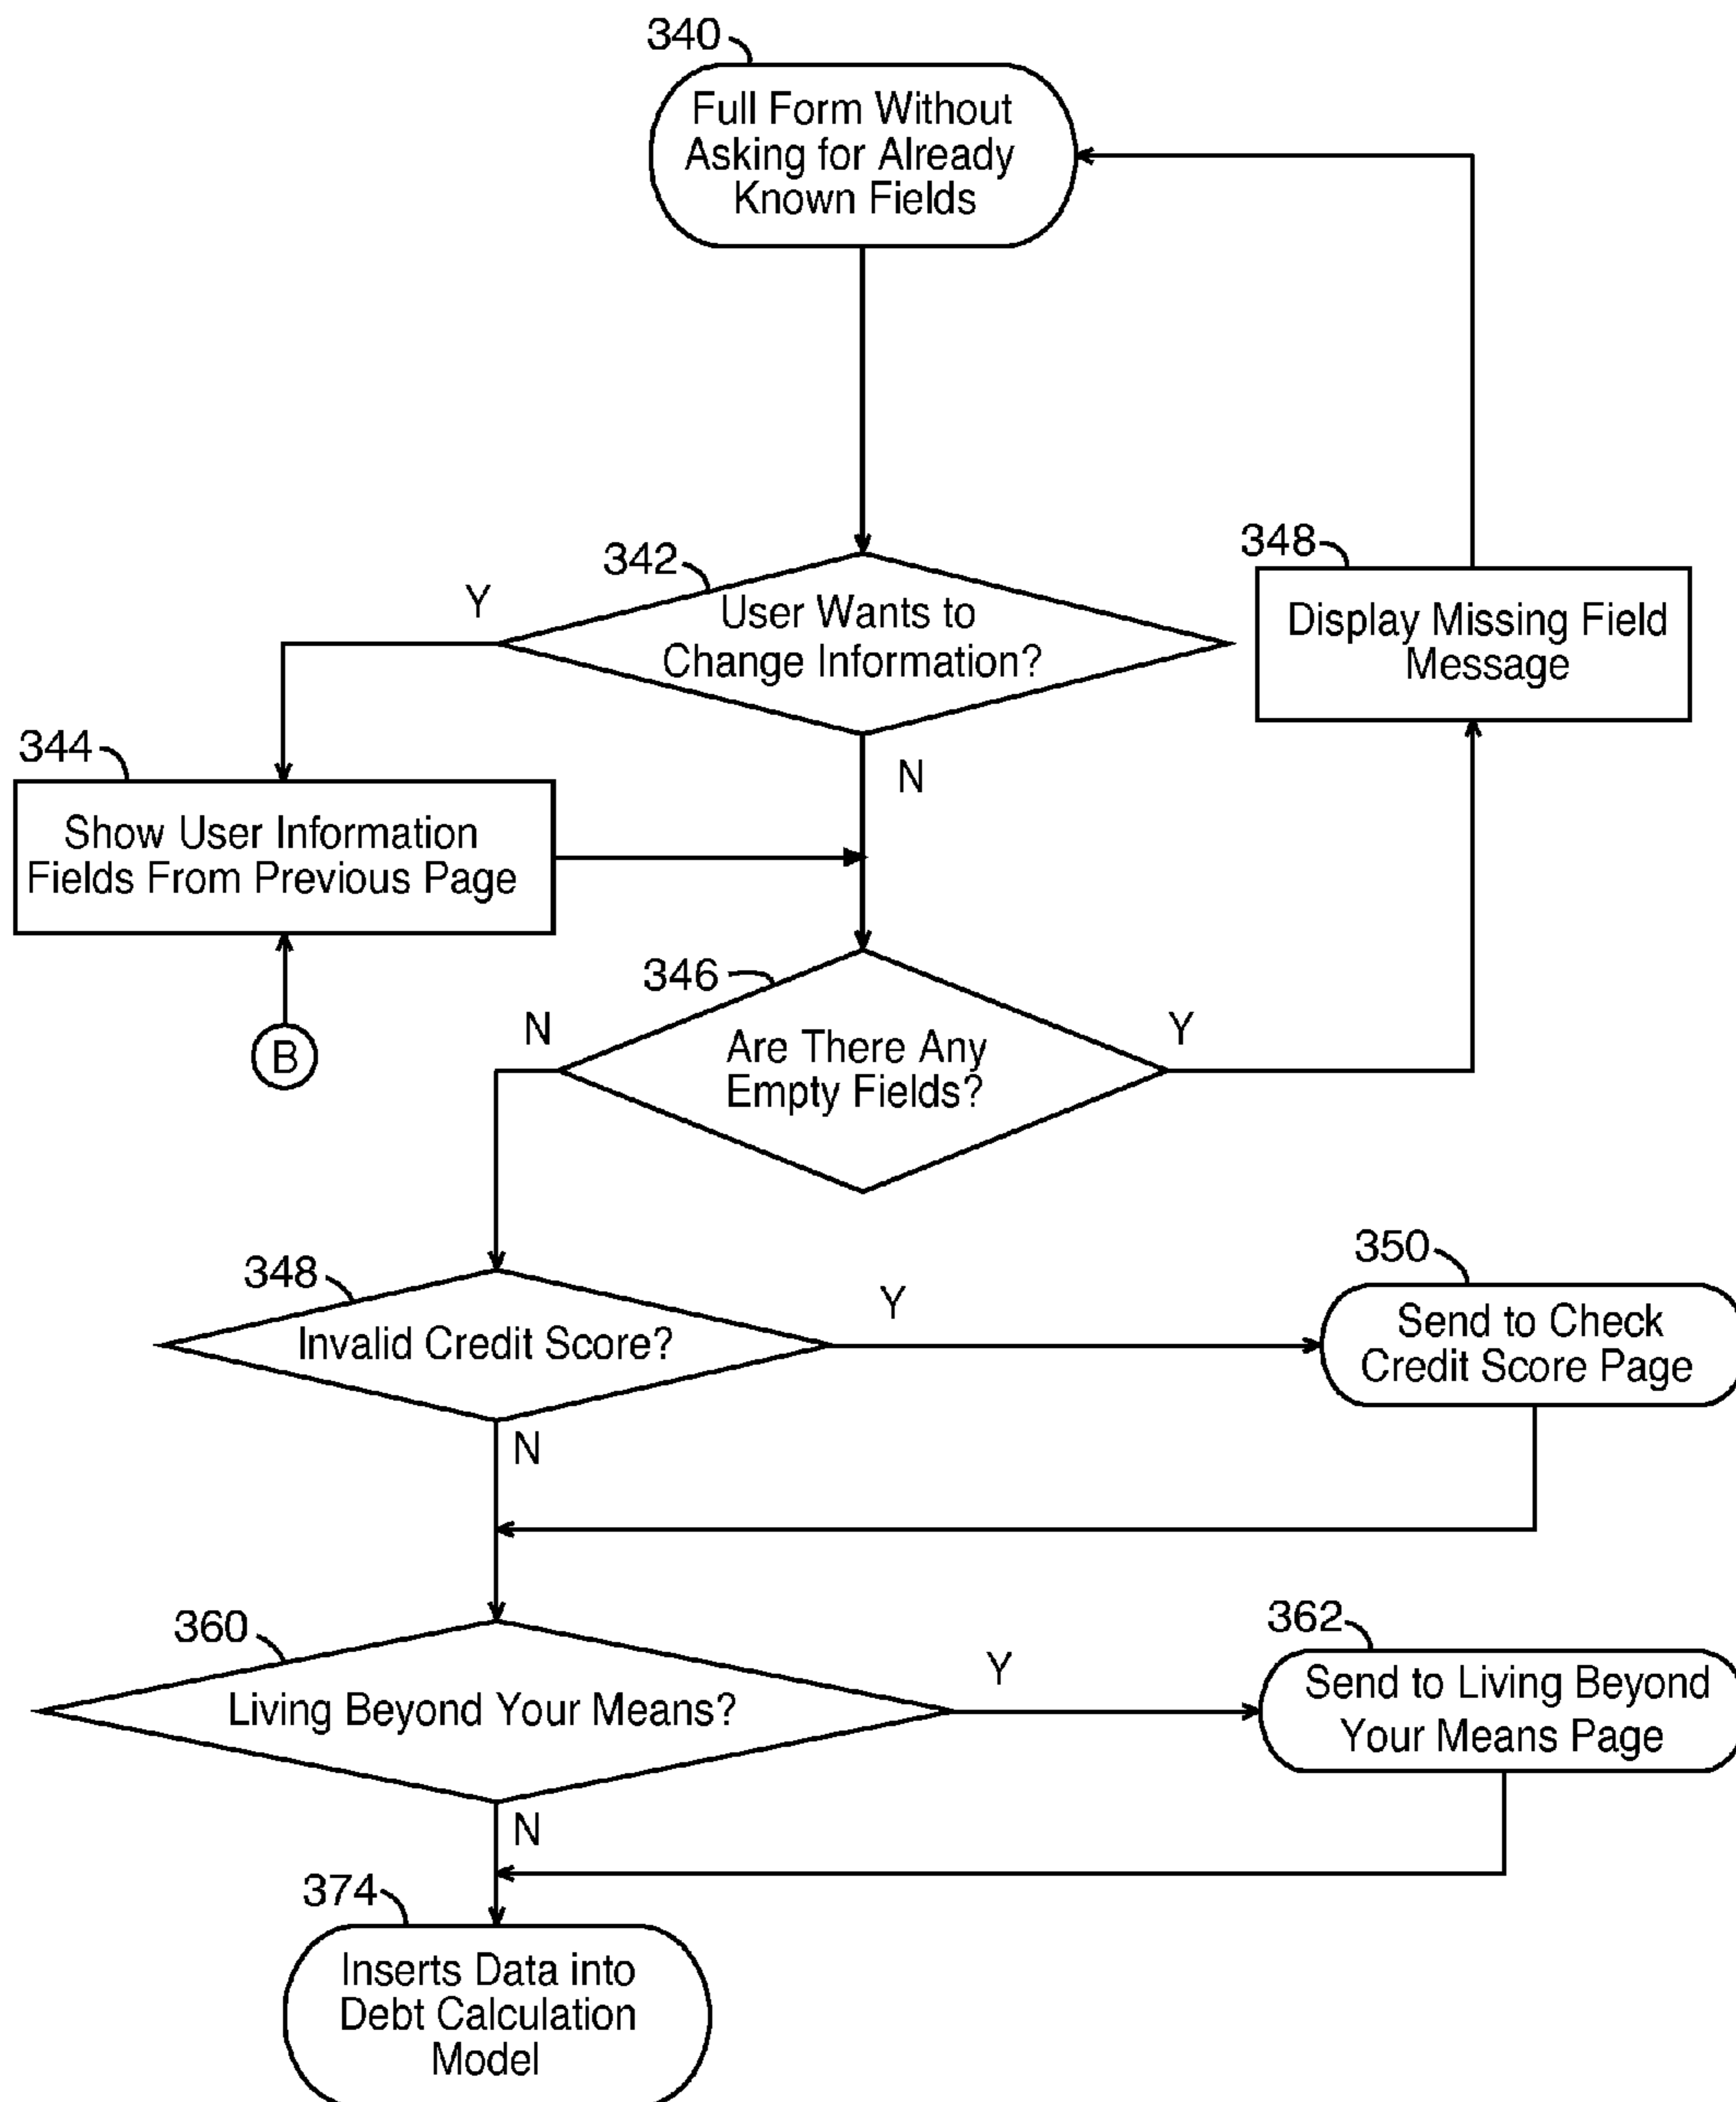 340
Full Form Without
Asking for Already
Known Fields
342
User Wants to
Change Information?
Y
N
348
Display Missing Field
Message
344
Show User Information
Fields From Previous Page
B
346
Are There Any
Empty Fields?
N
Y
348
Invalid Credit Score?
Y
N
350
Send to Check
Credit Score Page
360
Living Beyond Your Means?
Y
N
362
Send to Living Beyond
Your Means Page
374
Inserts Data into
Debt Calculation
Model